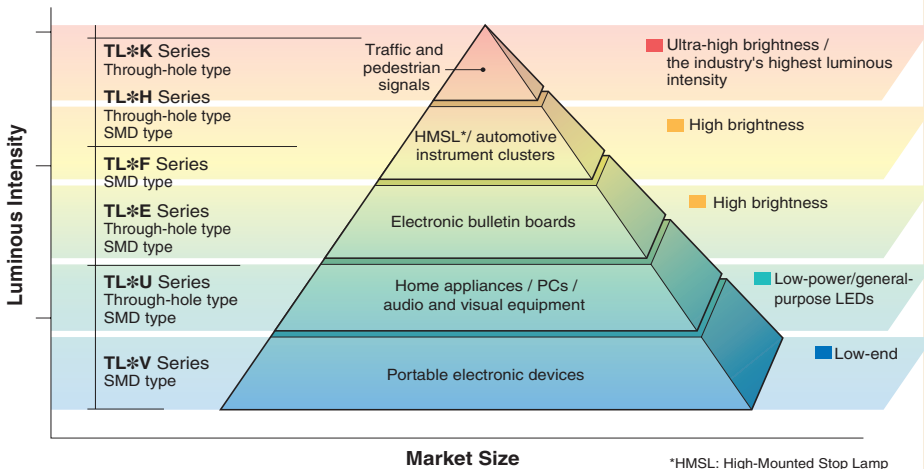 Luminous Intensity
TL✻K Series
Through-hole type
TL✻H Series
Through-hole type
SMD type
TL✻F Series
SMD type
TL✻E Series
Through-hole type
SMD type
TL✻U Series
Through-hole type
SMD type
TL✻V Series
SMD type
Traffic and
pedestrian
signals
HMSL*/ automotive
instrument clusters
Electronic bulletin boards
Home appliances / PCs /
audio and visual equipment
Portable electronic devices
Ultra-high brightness /
the industry's highest luminous
intensity
High brightness
High brightness
Low-power/general-
purpose LEDs
Low-end
Market Size
*HMSL: High-Mounted Stop Lamp